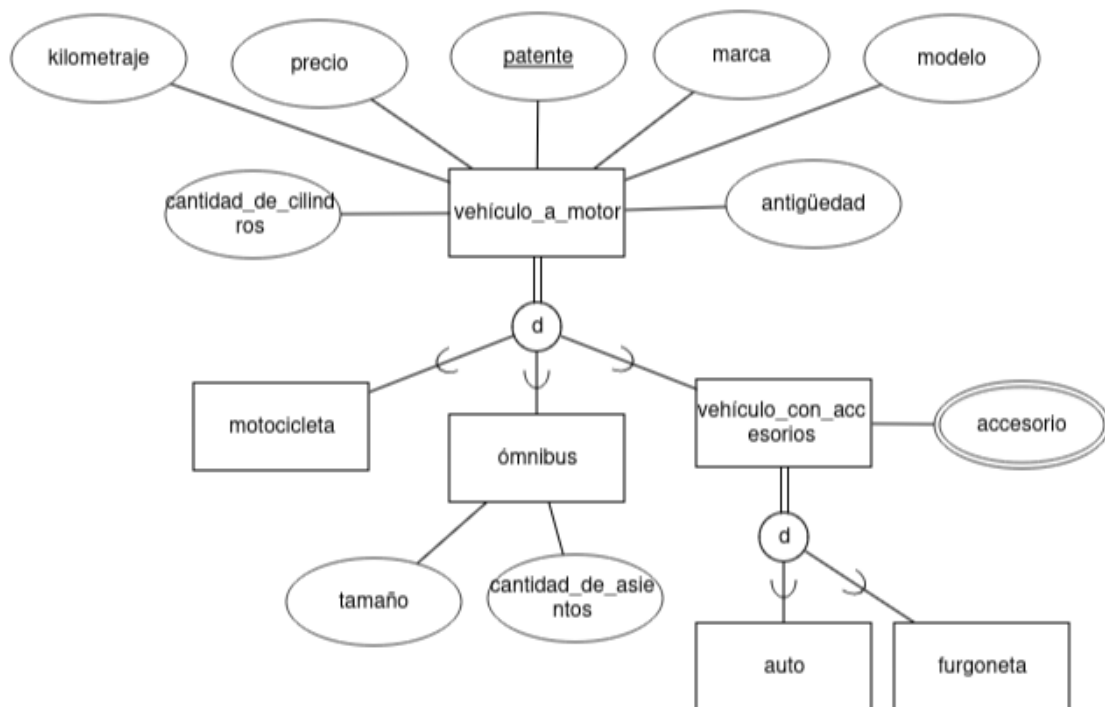 kilometraje
precio
patente
marca
modelo
cantidad_de_cilind
ros
vehículo_a_motor
antigüedad
d
motocicleta
ómnibus
vehículo_con_acc
esorios
accesorio
tamaño
cantidad_de_asie
ntos
d
auto
furgoneta